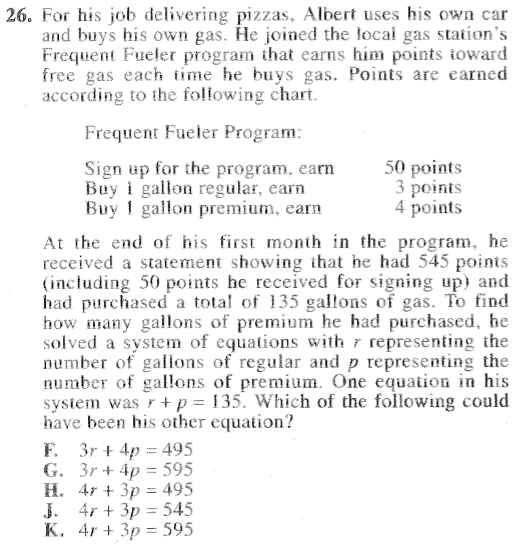 26. For his job delivering pizzas, Albert uses his own car
and buys his own gas. He joined the local gas station's
Frequent Fueler program that earns him points toward
free gas each time he buys gas. Points are earned
according to the following chart.
Frequent Fueler Program:
Sign up for the program, earn 50 points
Buy 1 gallon regular, earn 3 points
Buy 1 gallon premium, earn 4 points
At the end of his first month in the program, he
received a statement showing that he had 545 points
(including 50 points he received for signing up) and
had purchased a total of 135 gallons of gas. To find
how many gallons of premium he had purchased, he
solved a system of equations with r representing the
number of gallons of regular and p representing the
number of gallons of premium. One equation in his
system was r + p = 135. Which of the following could
have been his other equation?
F. 3r + 4p = 495
G. 3r + 4p = 595
H. 4r + 3p = 495
J. 4r + 3p = 545
K. 4r + 3p = 595